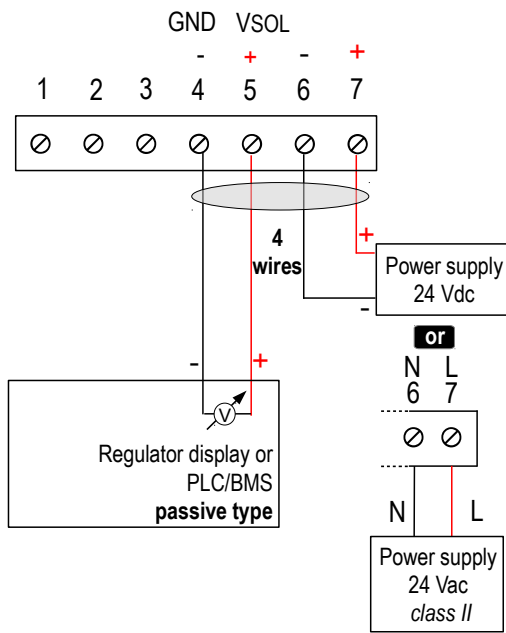 GND VSOL
- + - +
1 2 3 4 5 6 7
4
wires
+
Power supply
24 Vdc
-
or
N L
6 7
- +
V
Regulator display or
PLC/BMS
passive type
N L
Power supply
24 Vac
class II